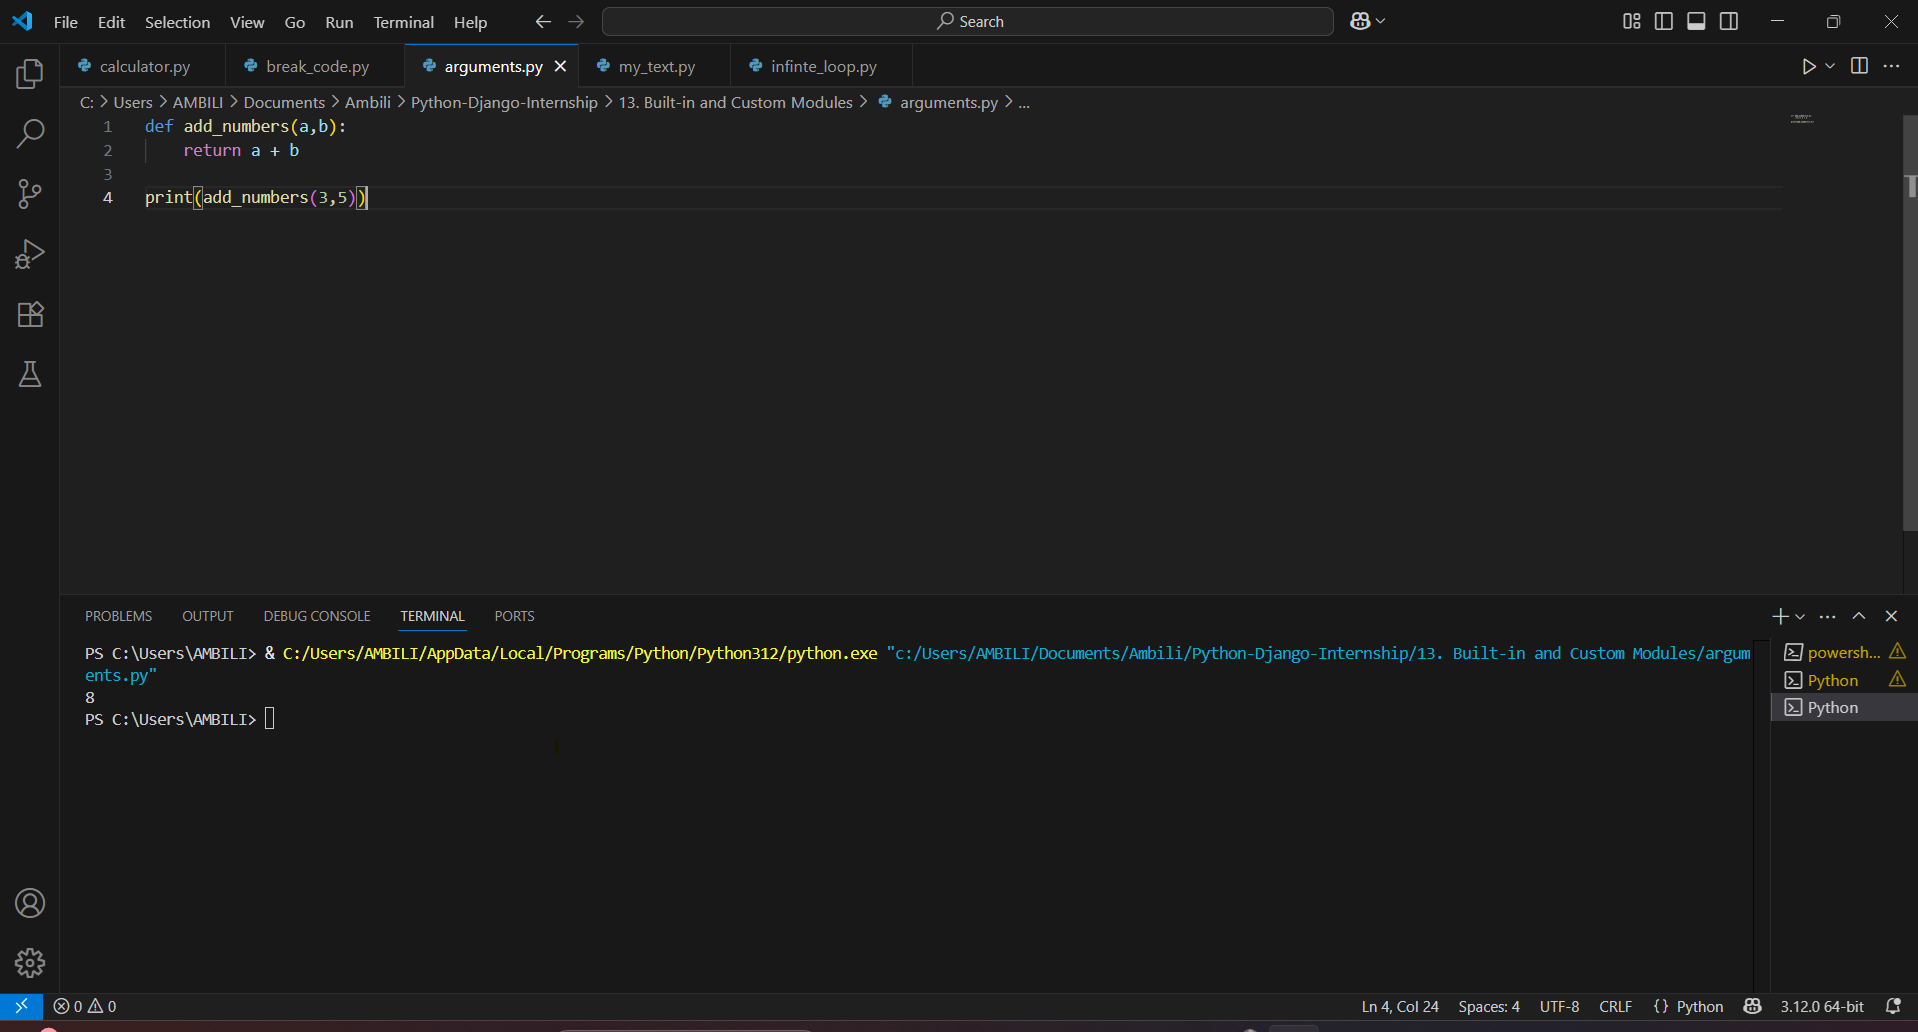 File Edit Selection View Go Run Terminal Help Search
calculator.py break_code.py arguments.py my_text.py infinte_loop.py
C: > Users > AMBILI > Documents > Ambili > Python-Django-Internship > 13. Built-in and Custom Modules > arguments.py > ...
1 def add_numbers(a,b):
2 return a + b
3
4 print(add_numbers(3,5))
PROBLEMS OUTPUT DEBUG CONSOLE TERMINAL PORTS
PS C:\Users\AMBILI> & C:/Users/AMBILI/AppData/Local/Programs/Python/Python312/python.exe "c:/Users/AMBILI/Documents/Ambili/Python-Django-Internship/13. Built-in and Custom Modules/argum
ents.py"
8
PS C:\Users\AMBILI>
powersh...
Python
Python
0 0 Ln 4, Col 24 Spaces: 4 UTF-8 CRLF {} Python 3.12.0 64-bit